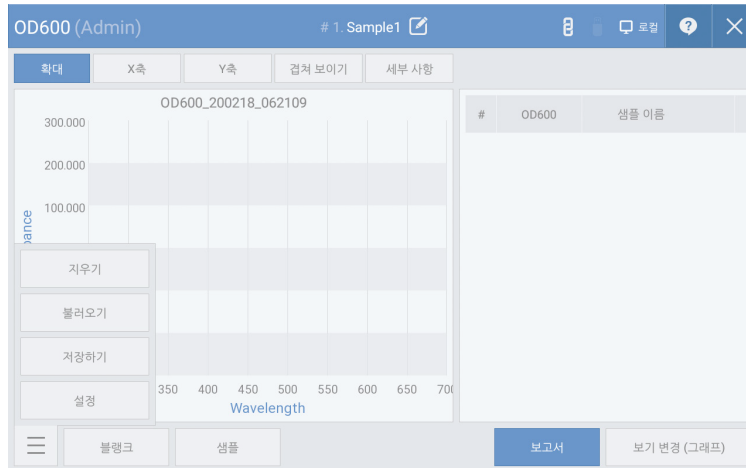 OD600 (Admin)
# 1. Sample1
로컬
?
확대
X축
Y축
겹쳐 보이기
세부 사항
OD600_200218_062109
300.000
200.000
100.000
350 400 450 500 550 600 650 700
Wavelength
# OD600 샘플 이름
지우기
불러오기
저장하기
설정
블랭크
샘플
보고서
보기 변경 (그래프)